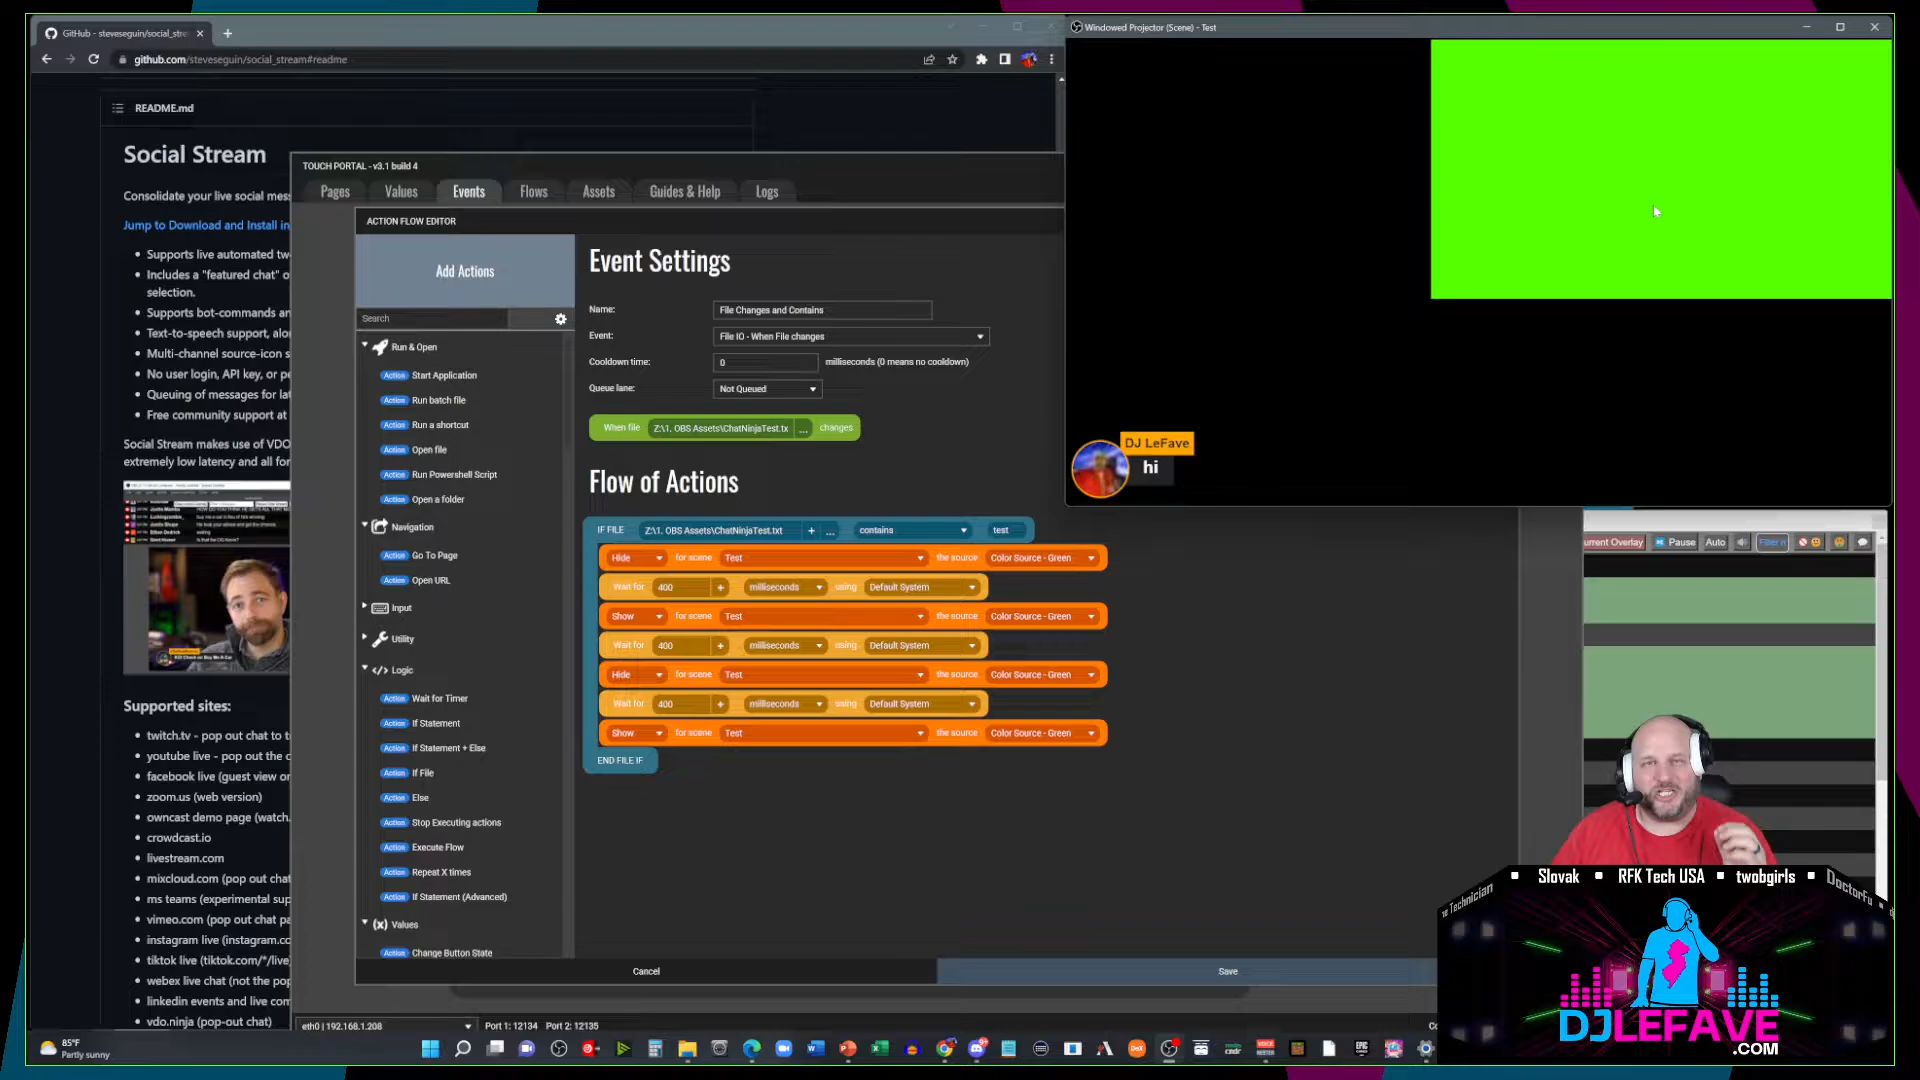 GitHub - steveseguin/social_stre
github.com/steveseguin/social_stream#readme
README.md
Social Stream
Consolidate your live social mess
Jump to Download and Install in
Supports live automated tw
Includes a "featured chat" o
selection.
Supports bot-commands an
Text-to-speech support, alon
Multi-channel source-icon s
No user login, API key, or pe
Queuing of messages for lat
Free community support at
Social Stream makes use of VDO
extremely low latency and all for
Supported sites:
twitch.tv - pop out chat to t
youtube live - pop out the c
facebook live (guest view or
zoom.us (web version)
owncast demo page (watch.
crowdcast.io
livestream.com
mixcloud.com (pop out chat
ms teams (experimental sup
vimeo.com (pop out chat pa
instagram live (instagram.cc
tiktok live (tiktok.com/*/live
webex live chat (not the pop
linkedin events and live com
vdo.ninja (pop-out chat)
TOUCH PORTAL - v3.1 build 4
Pages
Values
Events
Flows
Assets
Guides & Help
Logs
ACTION FLOW EDITOR
Add Actions
Search
Run & Open
Action Start Application
Action Run batch file
Action Run a shortcut
Action Open file
Action Run Powershell Script
Action Open a folder
Navigation
Action Go To Page
Action Open URL
Input
Utility
Logic
Action Wait for Timer
Action If Statement
Action If Statement + Else
Action If File
Action Else
Action Stop Executing actions
Action Execute Flow
Action Repeat X times
Action If Statement (Advanced)
(x) Values
Action Change Button State
Event Settings
Name: File Changes and Contains
Event: File IO - When File changes
Cooldown time: 0 milliseconds (0 means no cooldown)
Queue lane: Not Queued
When file Z:\1. OBS Assets\ChatNinjaTest.tx ... changes
Flow of Actions
IF FILE Z:\1. OBS Assets\ChatNinjaTest.txt + ... contains test
Hide for scene Test the source Color Source - Green
Wait for 400 + milliseconds using Default System
Show for scene Test the source Color Source - Green
Wait for 400 + milliseconds using Default System
Hide for scene Test the source Color Source - Green
Wait for 400 + milliseconds using Default System
Show for scene Test the source Color Source - Green
END FILE IF
Cancel
Save
eth0 | 192.168.1.208
Port 1: 12134 Port 2: 12135
Windowed Projector (Scene) - Test
DJ LeFave
hi
urrent Overlay
Pause
Auto
Slovak
RFK Tech USA
twobgirls
DoctorFu
Technician
DJLEFAVE
.COM
85°F
Partly sunny